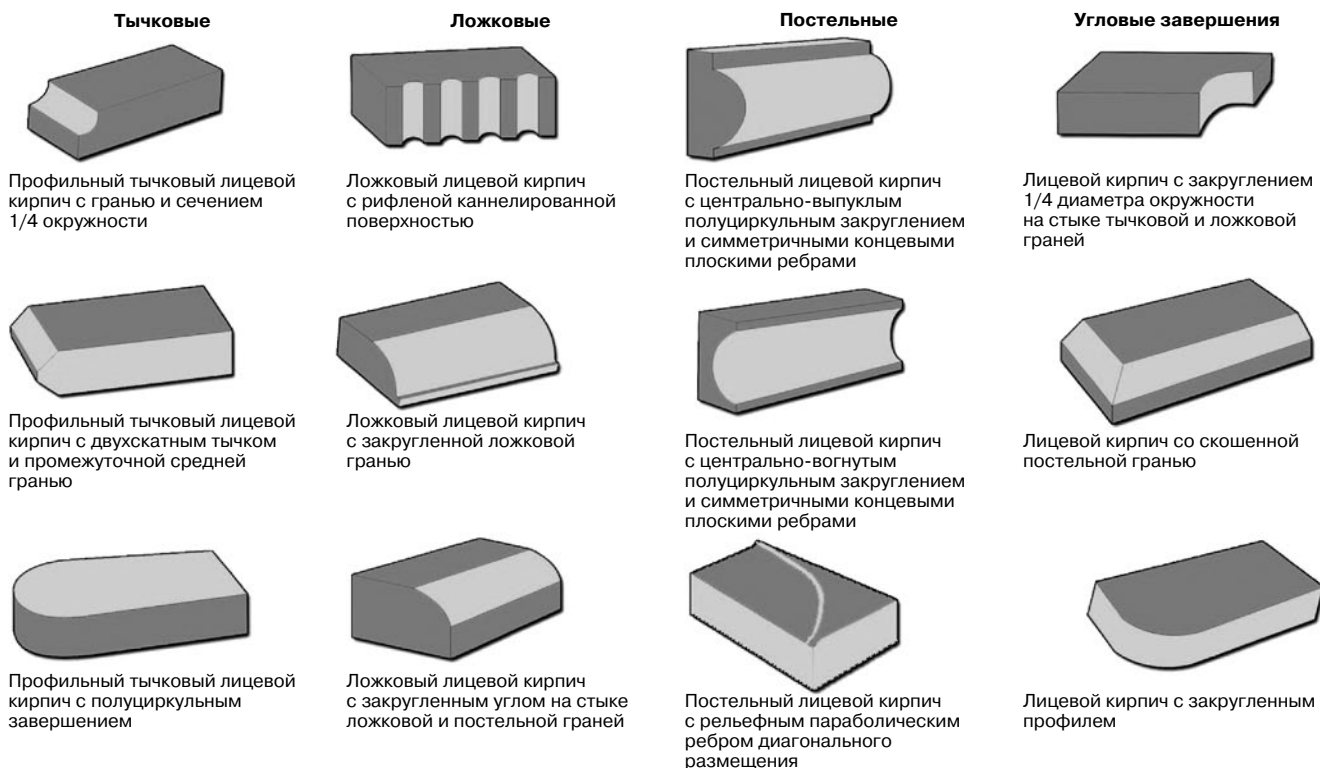 Тычковые
Ложковые
Постельные
Угловые завершения
Профильный тычковый лицевой
кирпич с гранью и сечением
1/4 окружности
Ложковый лицевой кирпич
с рифленой каннелированной
поверхностью
Постельный лицевой кирпич
с центрально-выпуклым
полуциркульным закруглением
и симметричными концевыми
плоскими ребрами
Лицевой кирпич с закруглением
1/4 диаметра окружности
на стыке тычковой и ложковой
граней
Профильный тычковый лицевой
кирпич с двухскатным тычком
и промежуточной средней
гранью
Ложковый лицевой кирпич
с закругленной ложковой
гранью
Постельный лицевой кирпич
с центрально-вогнутым
полуциркульным закруглением
и симметричными концевыми
плоскими ребрами
Лицевой кирпич со скошенной
постельной гранью
Профильный тычковый лицевой
кирпич с полуциркульным
завершением
Ложковый лицевой кирпич
с закругленным углом на стыке
ложковой и постельной граней
Постельный лицевой кирпич
с рельефным параболическим
ребром диагонального
размещения
Лицевой кирпич с закругленным
профилем